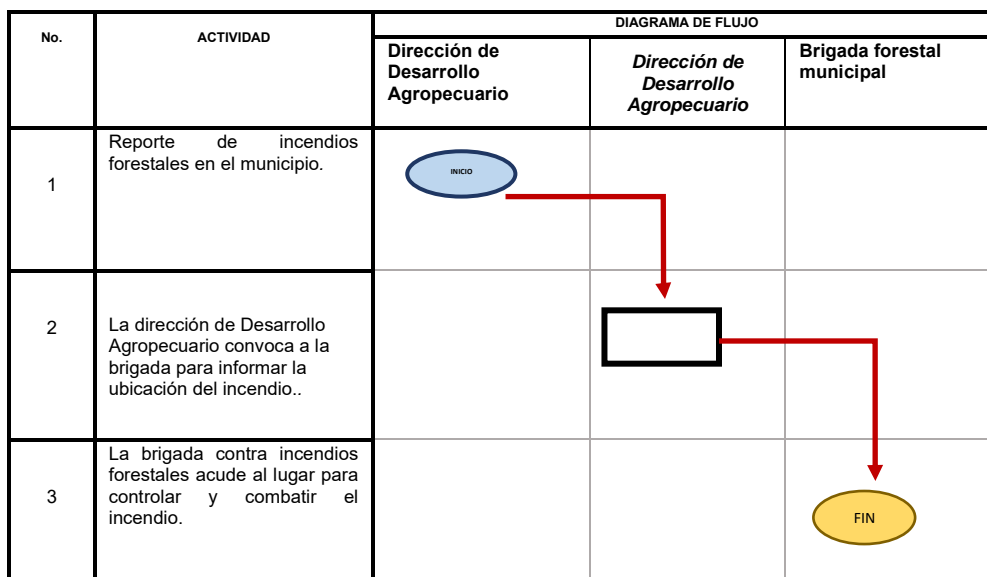 No.
ACTIVIDAD
DIAGRAMA DE FLUJO
Dirección de
Desarrollo
Agropecuario
Dirección de
Desarrollo
Agropecuario
Brigada forestal
municipal
1
Reporte de incendios
forestales en el municipio.
INICIO
2
La dirección de Desarrollo
Agropecuario convoca a la
brigada para informar la
ubicación del incendio..
3
La brigada contra incendios
forestales acude al lugar para
controlar y combatir el
incendio.
FIN